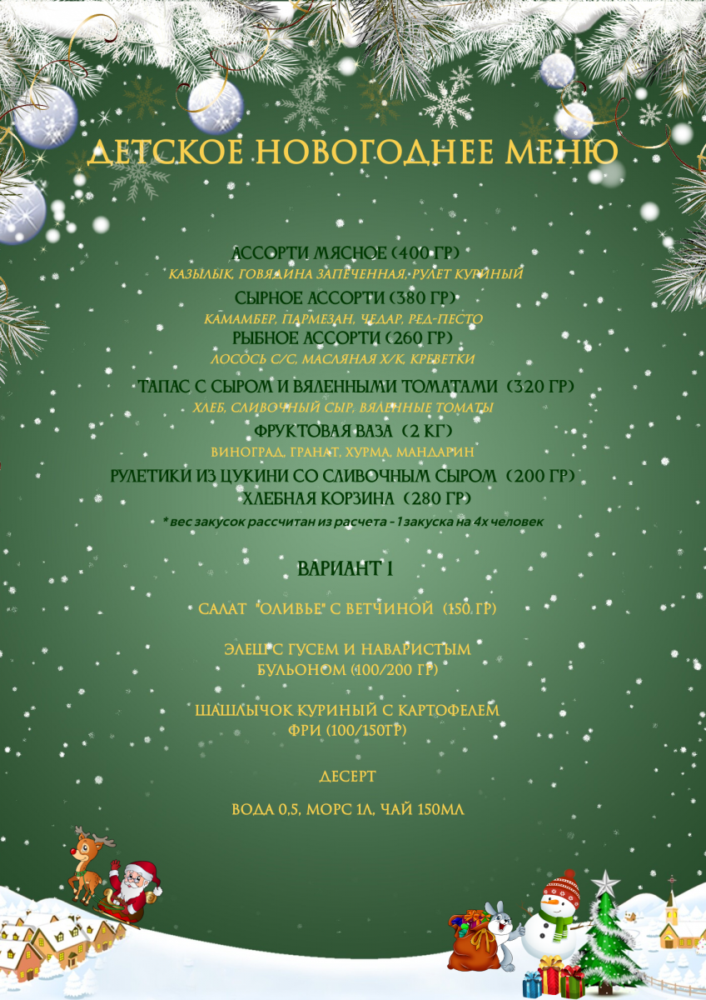 ДЕТСКОЕ НОВОГОДНЕЕ МЕНЮ
АССОРТИ МЯСНОЕ (400 ГР)
КАЗЫЛЫК, ГОВЯДИНА ЗАПЕЧЕННАЯ, РУЛЕТ КУРИНЫЙ
СЫРНОЕ АССОРТИ (380 ГР)
КАМАМБЕР, ПАРМЕЗАН, ЧЕДАР, РЕД-ПЕСТО
РЫБНОЕ АССОРТИ (260 ГР)
ЛОСОСЬ С/С, МАСЛЯНАЯ Х/К, КРЕВЕТКИ
ТАПАС С СЫРОМ И ВЯЛЕННЫМИ ТОМАТАМИ (320 ГР)
ХЛЕБ, СЛИВОЧНЫЙ СЫР, ВЯЛЕННЫЕ ТОМАТЫ
ФРУКТОВАЯ ВАЗА (2 КГ)
ВИНОГРАД, ГРАНАТ, ХУРМА, МАНДАРИН
РУЛЕТИКИ ИЗ ЦУКИНИ СО СЛИВОЧНЫМ СЫРОМ (200 ГР)
ХЛЕБНАЯ КОРЗИНА (280 ГР)
* вес закусок рассчитан из расчета - 1 закуска на 4х человек
ВАРИАНТ 1
САЛАТ "ОЛИВЬЕ" С ВЕТЧИНОЙ (150 ГР)
ЭЛЕШ С ГУСЕМ И НАВАРИСТЫМ
БУЛЬОНОМ (100/200 ГР)
ШАШЛЫЧОК КУРИНЫЙ С КАРТОФЕЛЕМ
ФРИ (100/150ГР)
ДЕСЕРТ
ВОДА 0,5, МОРС 1Л, ЧАЙ 150МЛ